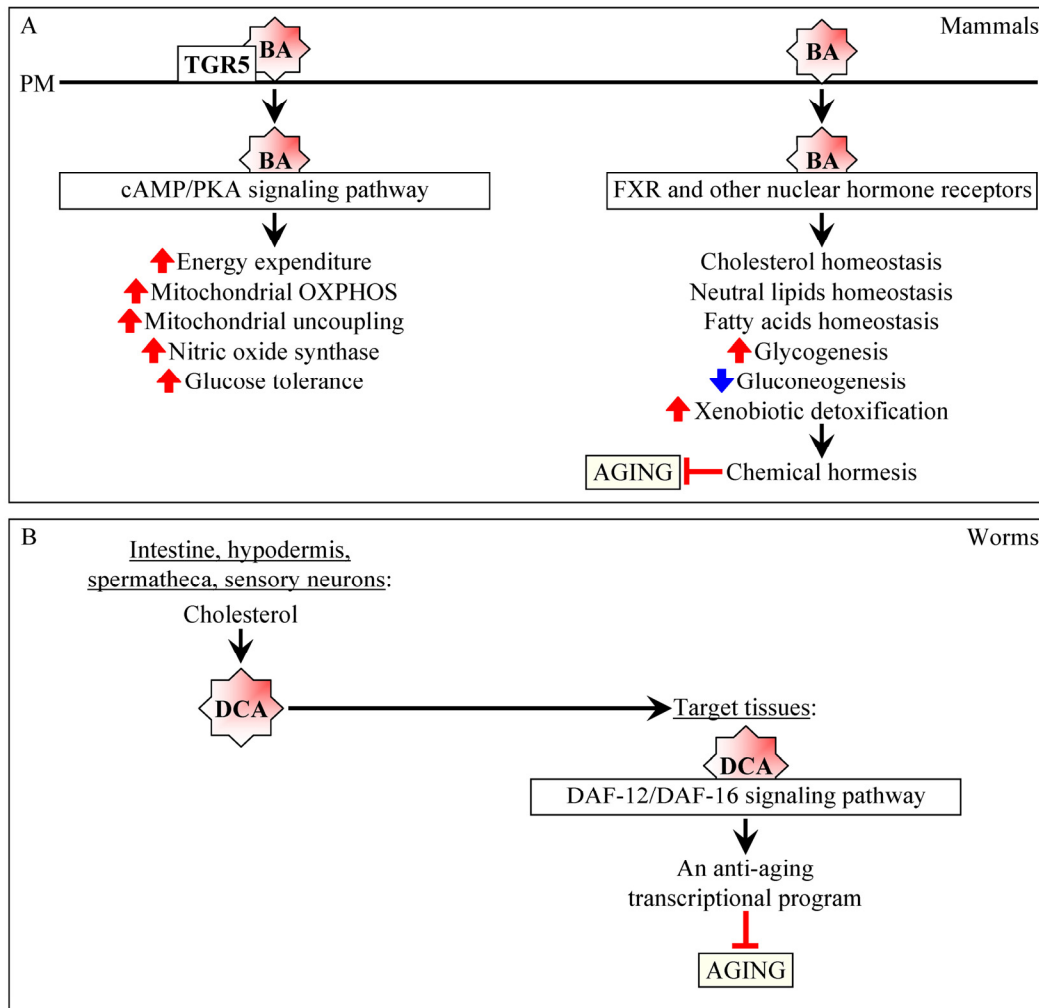 A
Mammals
TGR5
BA
BA
PM
BA
BA
cAMP/PKA signaling pathway
FXR and other nuclear hormone receptors
Energy expenditure
Mitochondrial OXPHOS
Mitochondrial uncoupling
Nitric oxide synthase
Glucose tolerance
Cholesterol homeostasis
Neutral lipids homeostasis
Fatty acids homeostasis
Glycogenesis
Gluconeogenesis
Xenobiotic detoxification
AGING
Chemical hormesis
B
Worms
Intestine, hypodermis,
spermatheca, sensory neurons:
Cholesterol
DCA
Target tissues:
DCA
DAF-12/DAF-16 signaling pathway
An anti-aging
transcriptional program
AGING